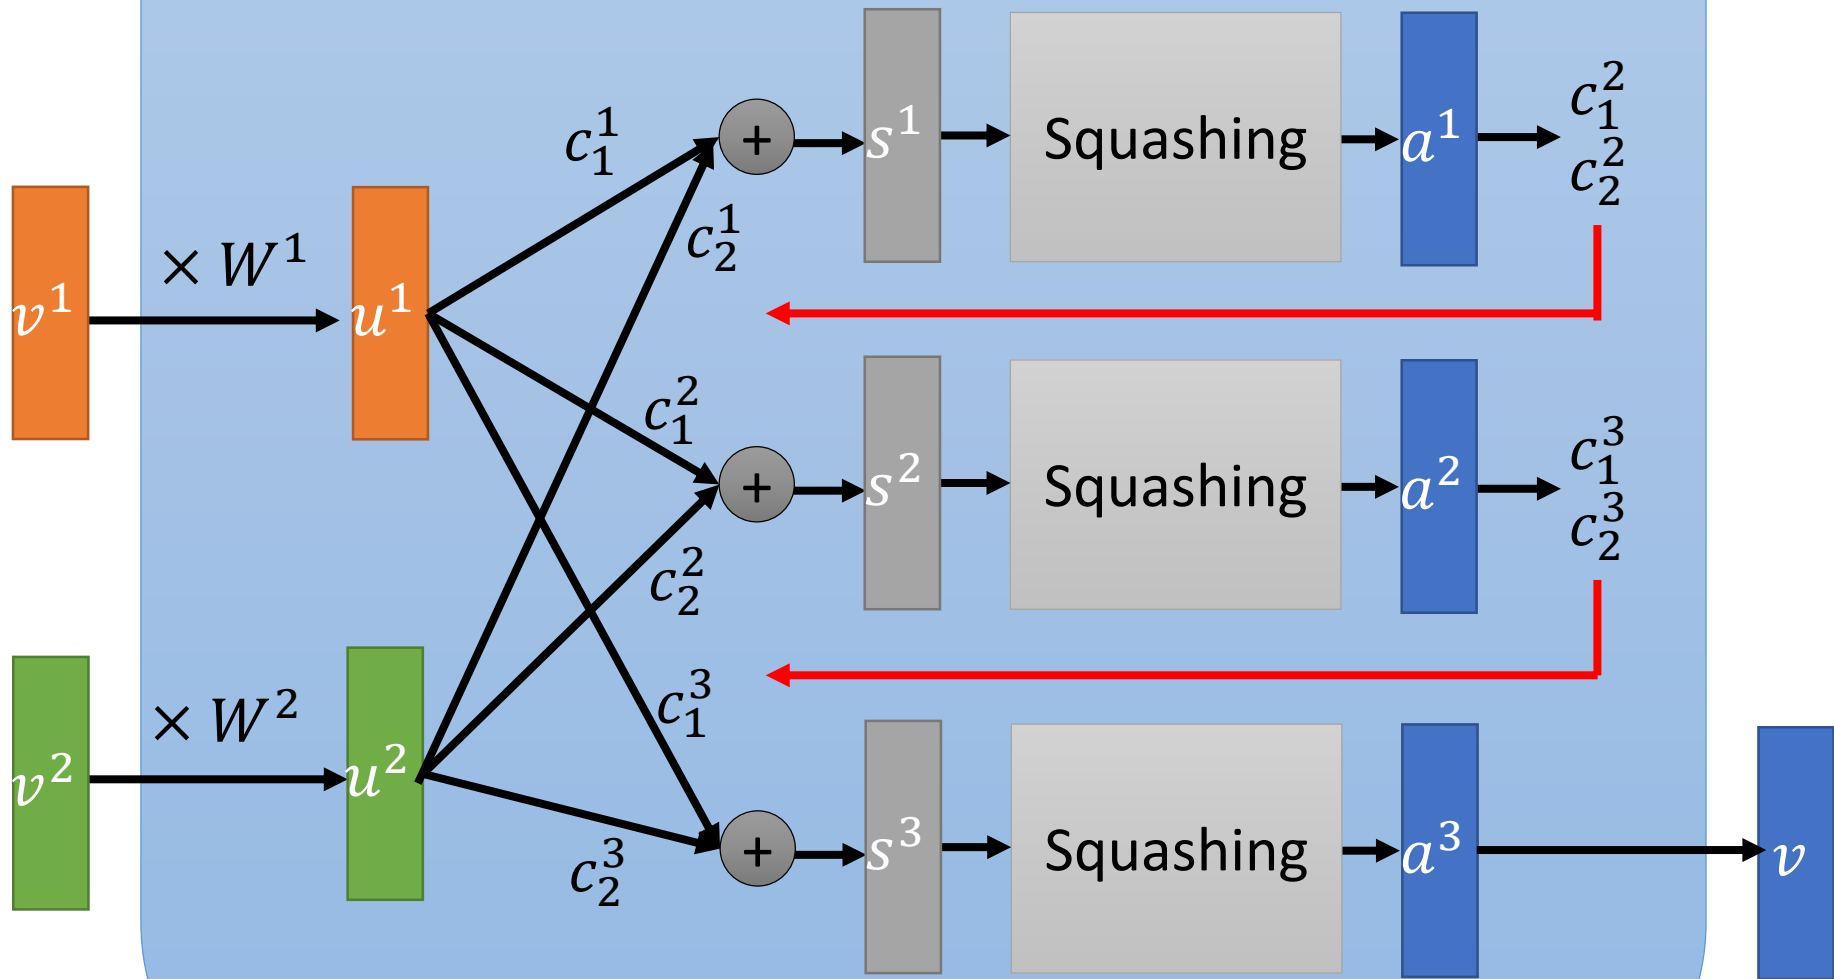 c₁¹
+
s¹
Squashing
a¹
c₁²
c₂²
c₂¹
× W¹
v¹
u¹
c₁²
+
s²
Squashing
a²
c₁³
c₂³
c₂²
× W²
c₁³
v²
u²
+
s³
Squashing
a³
v
c₂³